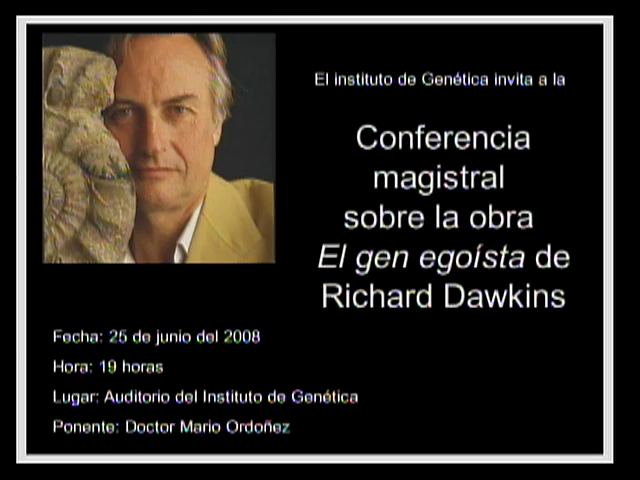 El instituto de Genética invita a la
Conferencia
magistral
sobre la obra
El gen egoísta de
Richard Dawkins
Fecha: 25 de junio del 2008
Hora: 19 horas
Lugar: Auditorio del Instituto de Genética
Ponente: Doctor Mario Ordoñez